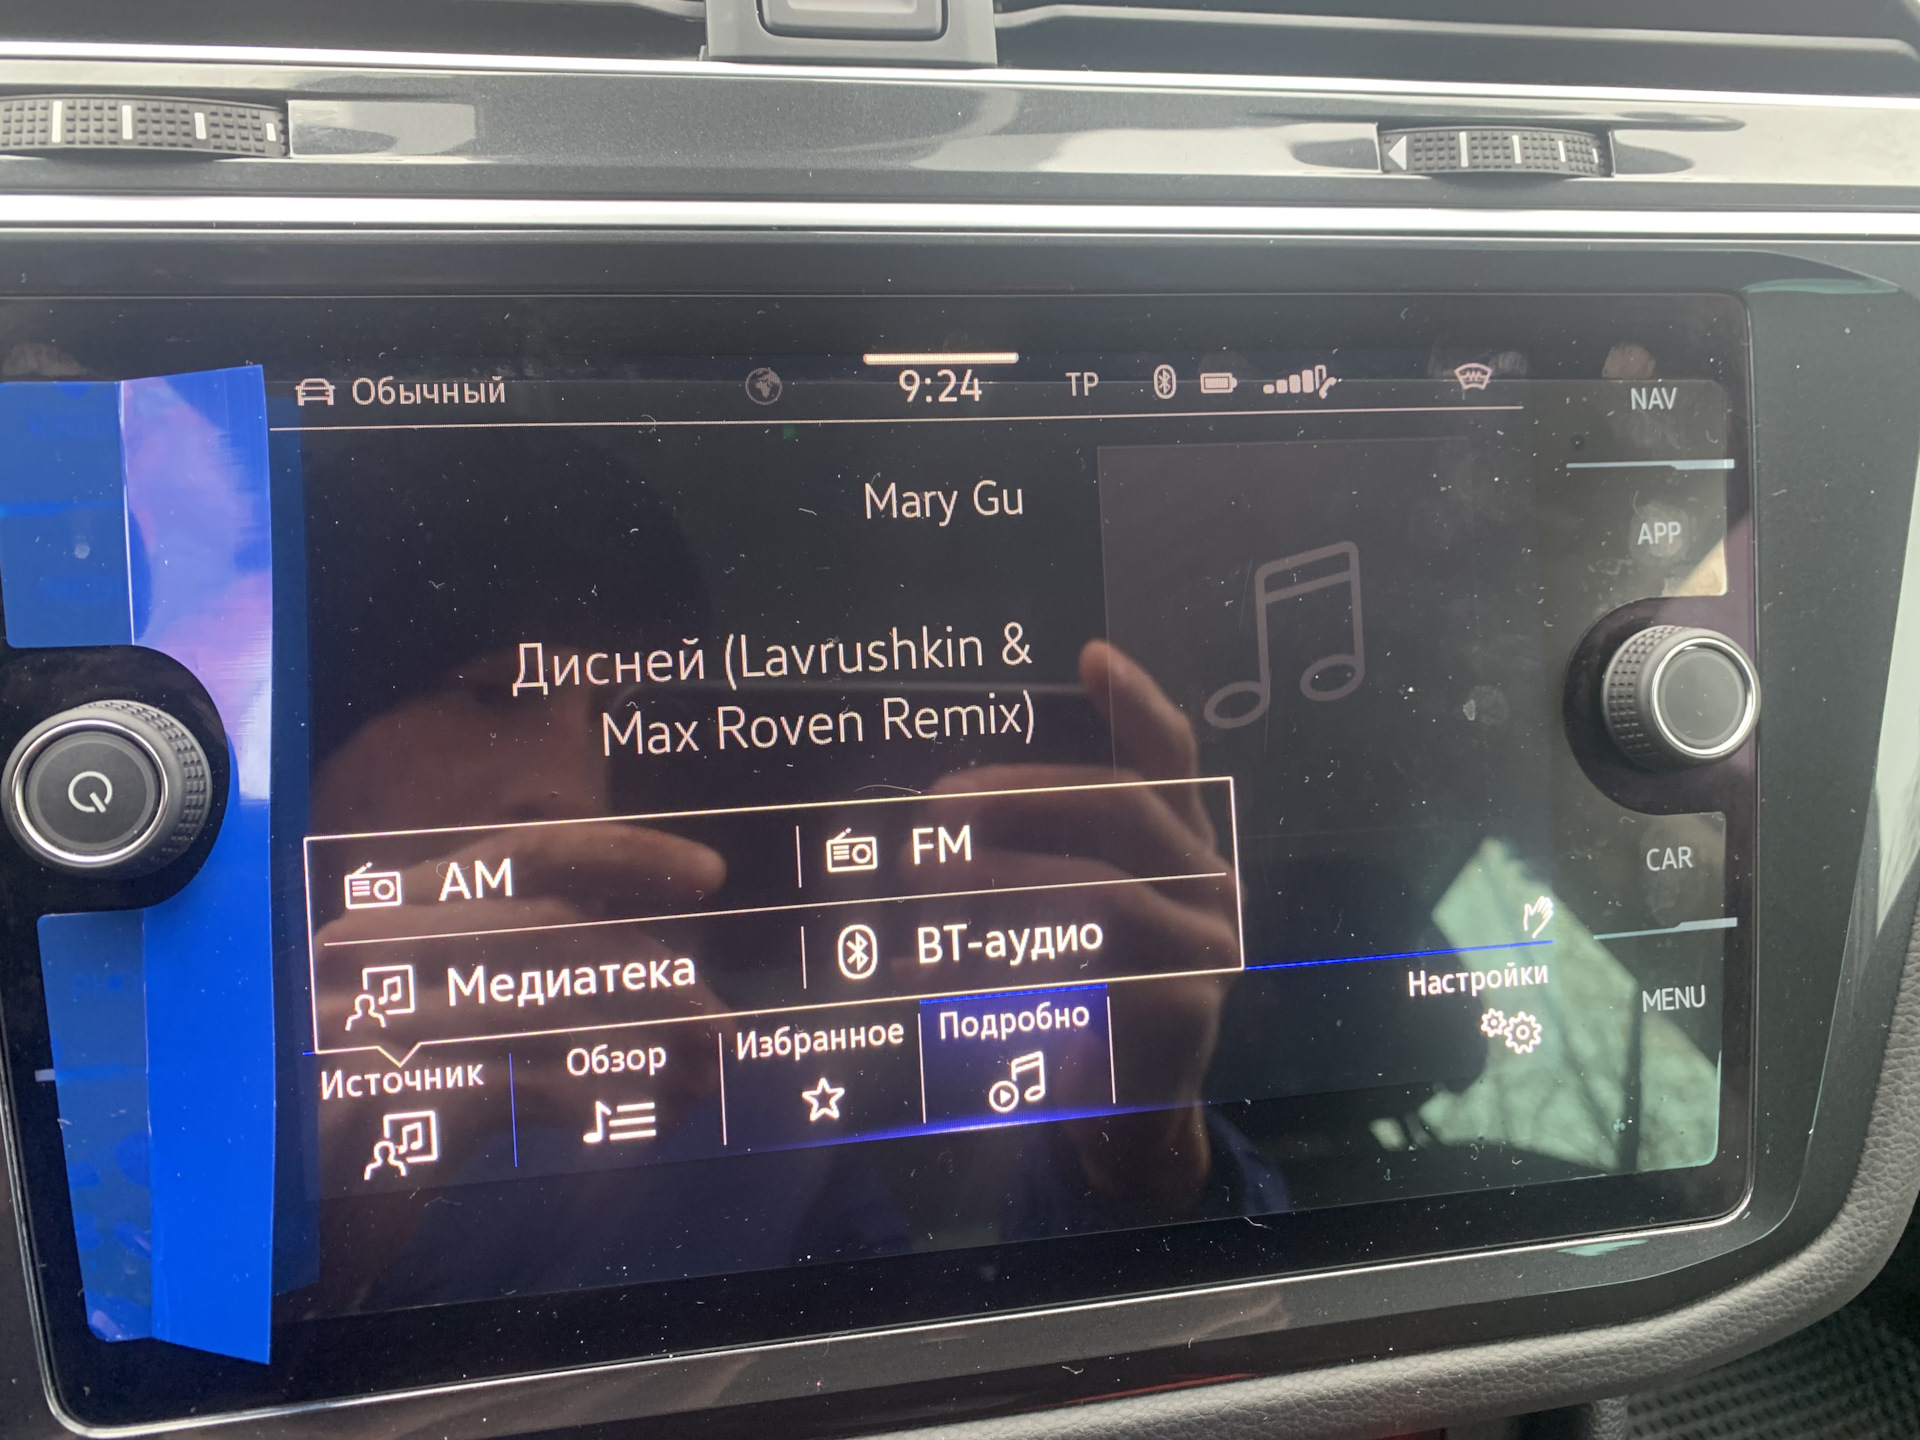 Обычный
9:24
TP
NAV
Mary Gu
APP
Дисней (Lavrushkin &
Max Roven Remix)
AM
FM
CAR
Медиатека
BT-аудио
Источник
Обзор
Избранное
Подробно
Настройки
MENU